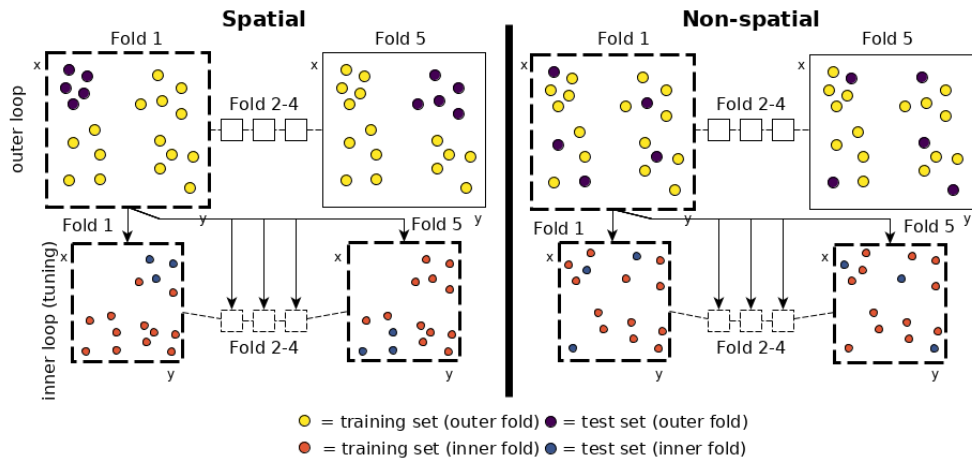 Spatial
Non-spatial
Fold 1
Fold 5
Fold 1
Fold 5
x
x
x
x
Fold 2-4
Fold 2-4
outer loop
y
y
y
y
Fold 1
Fold 5
Fold 1
Fold 5
x
x
x
x
inner loop (tuning)
Fold 2-4
Fold 2-4
y
y
y
y
= training set (outer fold)
= test set (outer fold)
= training set (inner fold)
= test set (inner fold)